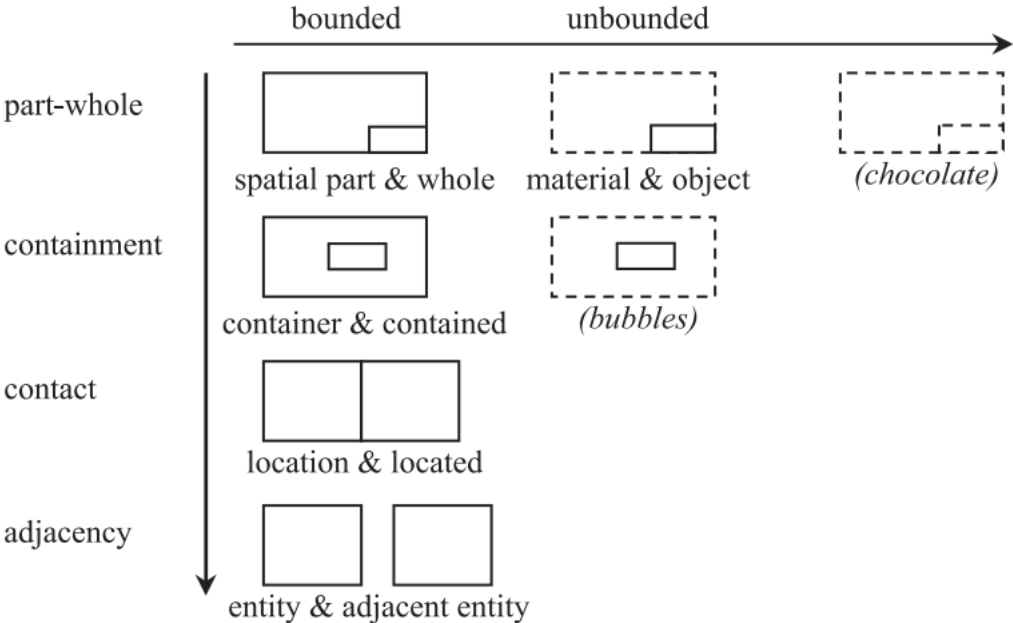 bounded unbounded
part-whole
spatial part & whole material & object (chocolate)
containment
container & contained (bubbles)
contact
location & located
adjacency
entity & adjacent entity